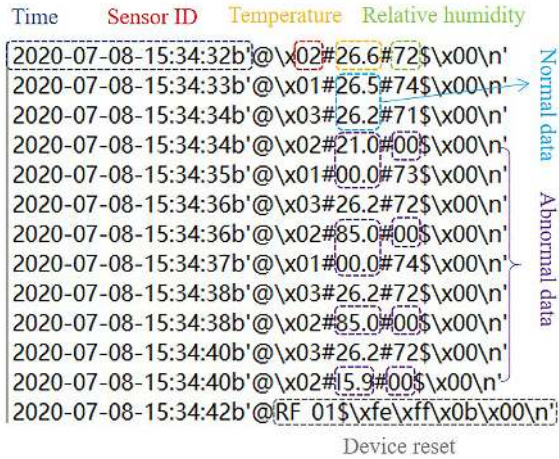 Time Sensor ID Temperature Relative humidity
2020-07-08-15:34:32b'@\x02#26.6#72$\x00\n'
2020-07-08-15:34:33b'@\x01#26.5#74$\x00\n'
2020-07-08-15:34:34b'@\x03#26.2#71$\x00\n'
2020-07-08-15:34:34b'@\x02#21.0#00$\x00\n'
2020-07-08-15:34:35b'@\x01#00.0#73$\x00\n'
2020-07-08-15:34:36b'@\x03#26.2#72$\x00\n'
2020-07-08-15:34:36b'@\x02#85.0#00$\x00\n'
2020-07-08-15:34:37b'@\x01#00.0#74$\x00\n'
2020-07-08-15:34:38b'@\x03#26.2#72$\x00\n'
2020-07-08-15:34:38b'@\x02#85.0#00$\x00\n'
2020-07-08-15:34:40b'@\x03#26.2#72$\x00\n'
2020-07-08-15:34:40b'@\x02#I5.9#00$\x00\n'
2020-07-08-15:34:42b'@RF 01$\xfe\xff\x0b\x00\n'
Normal data
Abnormal data
Device reset